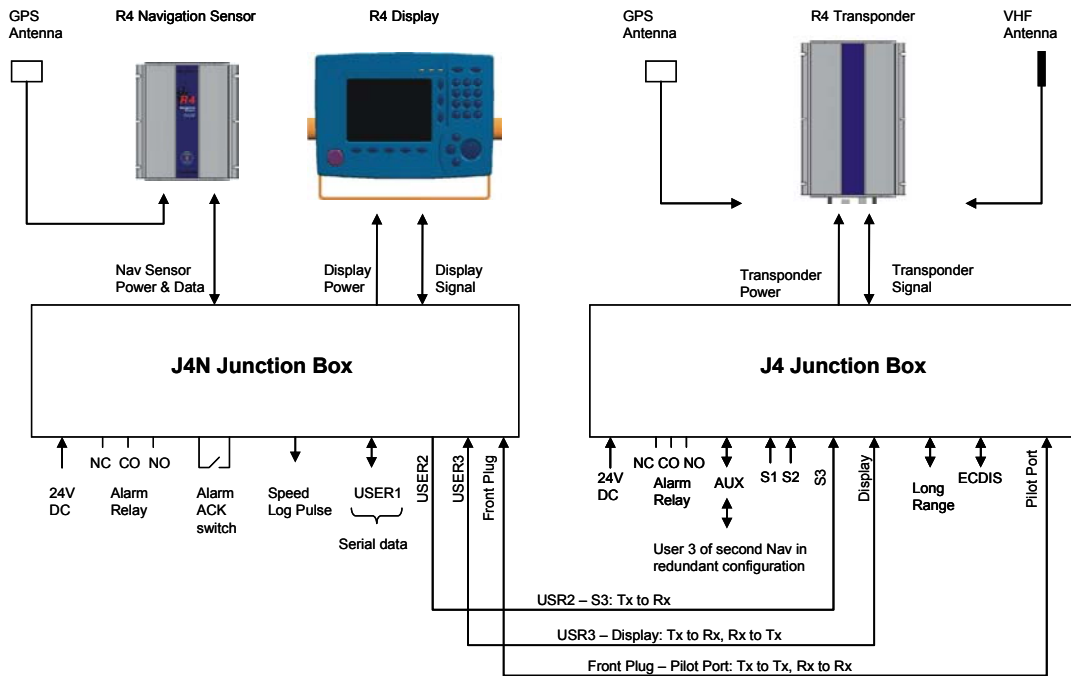 GPS
Antenna
R4 Navigation Sensor
R4 Display
GPS
Antenna
R4 Transponder
VHF
Antenna
R4
Nav Sensor
Power & Data
Display
Power
Display
Signal
Transponder
Power
Transponder
Signal
J4N Junction Box
J4 Junction Box
NC CO NO
24V
DC
Alarm
Relay
Alarm
ACK
switch
Speed
Log Pulse
USER1
Serial data
USER2
USER3
Front Plug
24V
DC
NC CO NO
Alarm
Relay
AUX
S1 S2
S3
Display
Long
Range
ECDIS
Pilot Port
User 3 of second Nav in
redundant configuration
USR2 – S3: Tx to Rx
USR3 – Display: Tx to Rx, Rx to Tx
Front Plug – Pilot Port: Tx to Tx, Rx to Rx